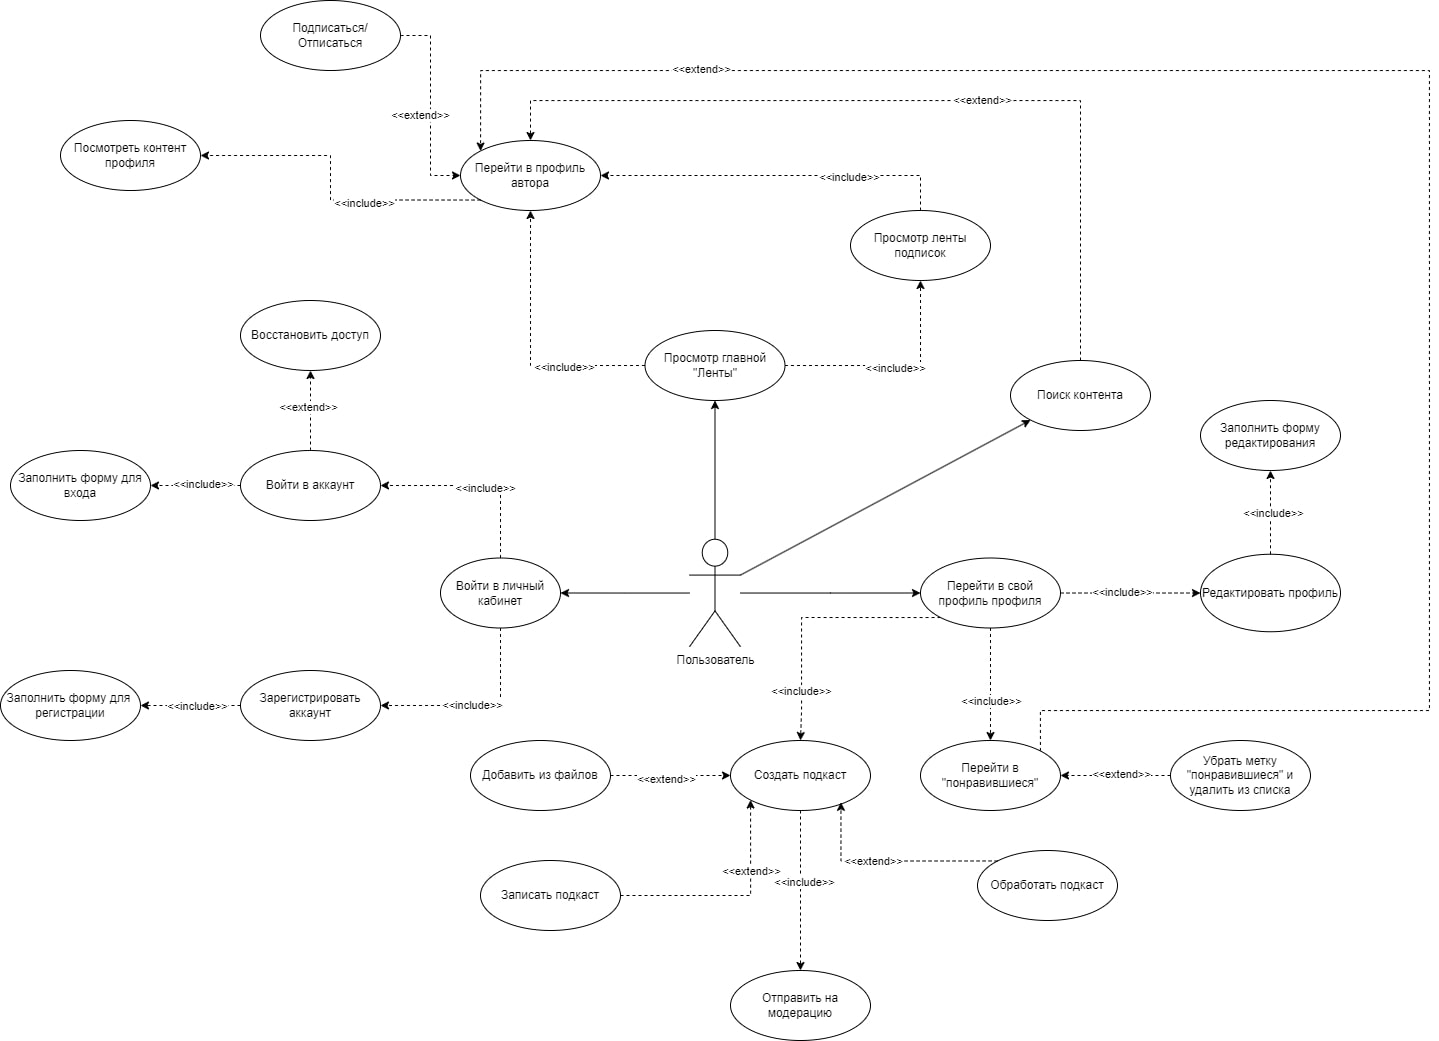 Подписаться/
Отписаться
<<extend>>
<<extend>>
<<extend>>
Посмотреть контент
профиля
Перейти в профиль
автора
<<include>>
<<include>>
Просмотр ленты
подписок
Восстановить доступ
Просмотр главной
"Ленты"
<<include>>
<<include>>
Поиск контента
<<extend>>
Заполнить форму
редактирования
Заполнить форму для
входа
<<include>>
Войти в аккаунт
<<include>>
<<include>>
Войти в личный
кабинет
Перейти в свой
профиль профиля
<<include>>
Редактировать профиль
Пользователь
Заполнить форму для
регистрации
<<include>>
Зарегистрировать
аккаунт
<<include>>
<<include>>
<<include>>
Добавить из файлов
<<extend>>
Создать подкаст
Перейти в
"понравившиеся"
<<extend>>
Убрать метку
"понравившиеся" и
удалить из списка
Записать подкаст
<<extend>>
<<include>>
<<extend>>
Обработать подкаст
Отправить на
модерацию